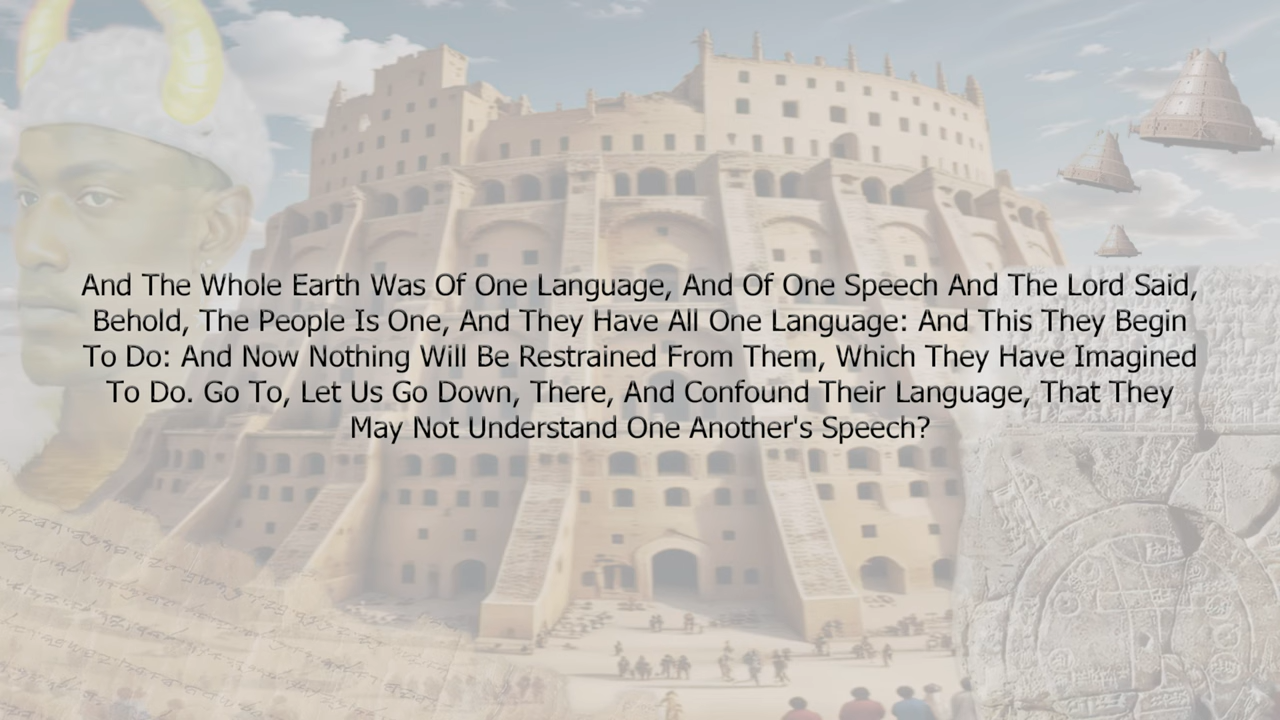 And The Whole Earth Was Of One Language, And Of One Speech And The Lord Said,
Behold, The People Is One, And They Have All One Language: And This They Begin
To Do: And Now Nothing Will Be Restrained From Them, Which They Have Imagined
To Do. Go To, Let Us Go Down, There, And Confound Their Language, That They
May Not Understand One Another's Speech?